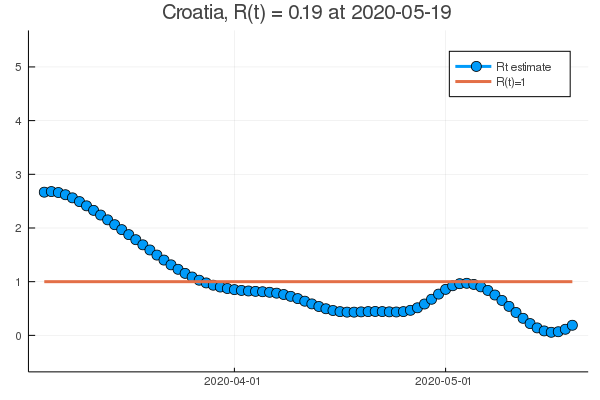 Croatia, R(t) = 0.19 at 2020-05-19
Rt estimate
R(t)=1
5
4
3
2
1
0
2020-04-01
2020-05-01